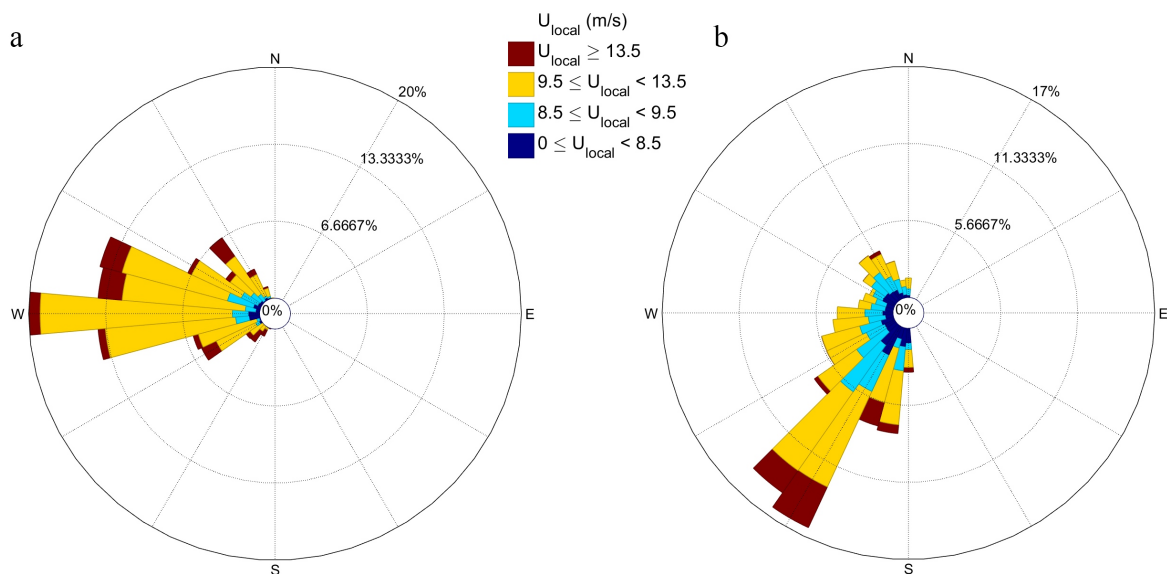 a
U_local (m/s)
U_local ≥ 13.5
9.5 ≤ U_local < 13.5
8.5 ≤ U_local < 9.5
0 ≤ U_local < 8.5
b
N
20%
13.3333%
6.6667%
W
0%
E
S
N
17%
11.3333%
5.6667%
W
0%
E
S